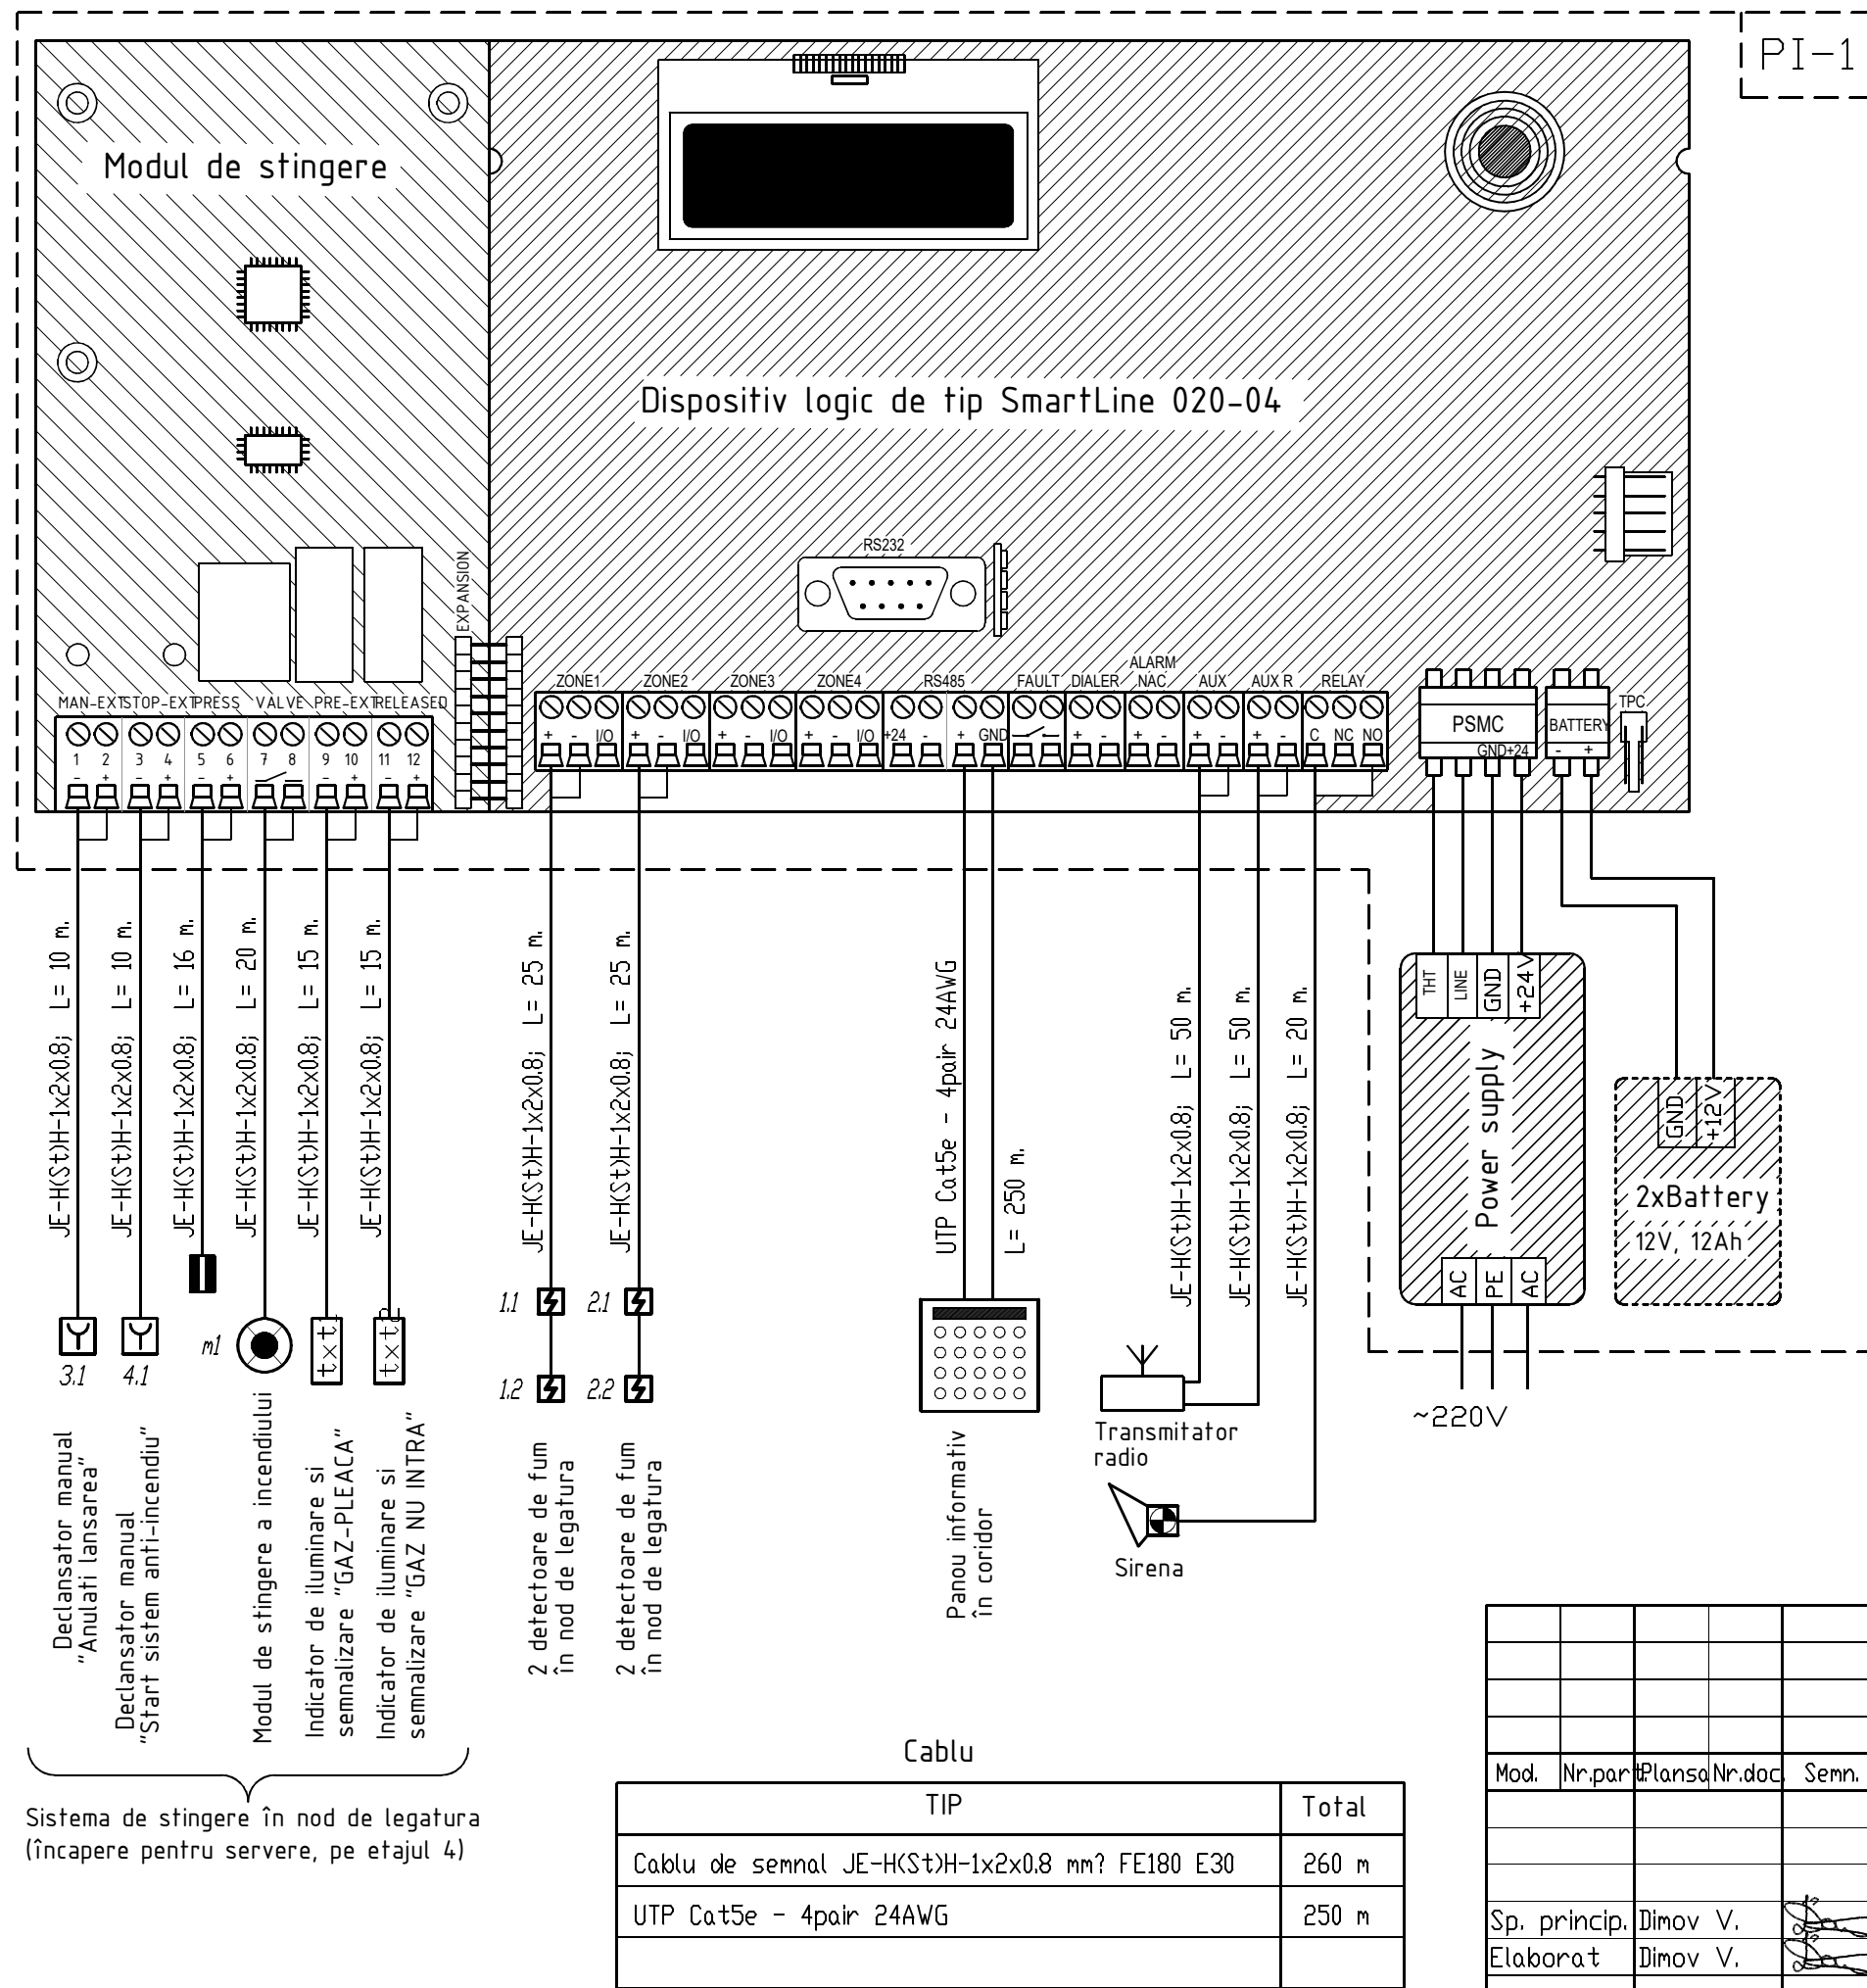 PI-1
Modul de stingere
Dispositiv logic de tip SmartLine 020-04
RS232
EXPANSION
MAN-EXT STOP-EXT PRESS VALVE PRE-EXT RELEASED
1 2 3 4 5 6 7 8 9 10 11 12
- + - + - + - + - +
ZONE1 ZONE2 ZONE3 ZONE4 RS485 FAULT DIALER ALARM NAC AUX AUX R RELAY
+ - I/O + - I/O + - I/O + - I/O +24 - + GND + - + - + - + - C NC NO
PSMC
GND +24
BATTERY
- +
TPC
JE-H(St)H-1x2x0.8; L= 10 m.
JE-H(St)H-1x2x0.8; L= 10 m.
JE-H(St)H-1x2x0.8; L= 16 m.
JE-H(St)H-1x2x0.8; L= 20 m.
JE-H(St)H-1x2x0.8; L= 15 m.
JE-H(St)H-1x2x0.8; L= 15 m.
JE-H(St)H-1x2x0.8; L= 25 m.
JE-H(St)H-1x2x0.8; L= 25 m.
UTP Cat5e - 4pair 24AWG
L= 250 m.
JE-H(St)H-1x2x0.8; L= 50 m.
JE-H(St)H-1x2x0.8; L= 50 m.
JE-H(St)H-1x2x0.8; L= 20 m.
THT
LINE
GND
+24V
Power supply
AC
PE
AC
~220V
GND
+12V
2xBattery
12V, 12Ah
3.1
4.1
m1
txt1
txt2
1.1
1.2
2.1
2.2
Declansator manual
"Anulati lansarea"
Declansator manual
"Start sistem anti-incendiu"
Modul de stingere a incendiului
Indicator de iluminare si
semnalizare "GAZ-PLEACA"
Indicator de iluminare si
semnalizare "GAZ NU INTRA"
2 detectoare de fum
în nod de legatura
2 detectoare de fum
în nod de legatura
Panou informativ
în coridor
Transmitator
radio
Sirena
Sistema de stingere în nod de legatura
(încapere pentru servere, pe etajul 4)
Cablu
TIP Total
Cablu de semnal JE-H(St)H-1x2x0.8 mm? FE180 E30 260 m
UTP Cat5e - 4pair 24AWG 250 m
Mod. Nr.part Plansa Nr.doc. Semn.
Sp. princip. Dimov V.
Elaborat Dimov V.